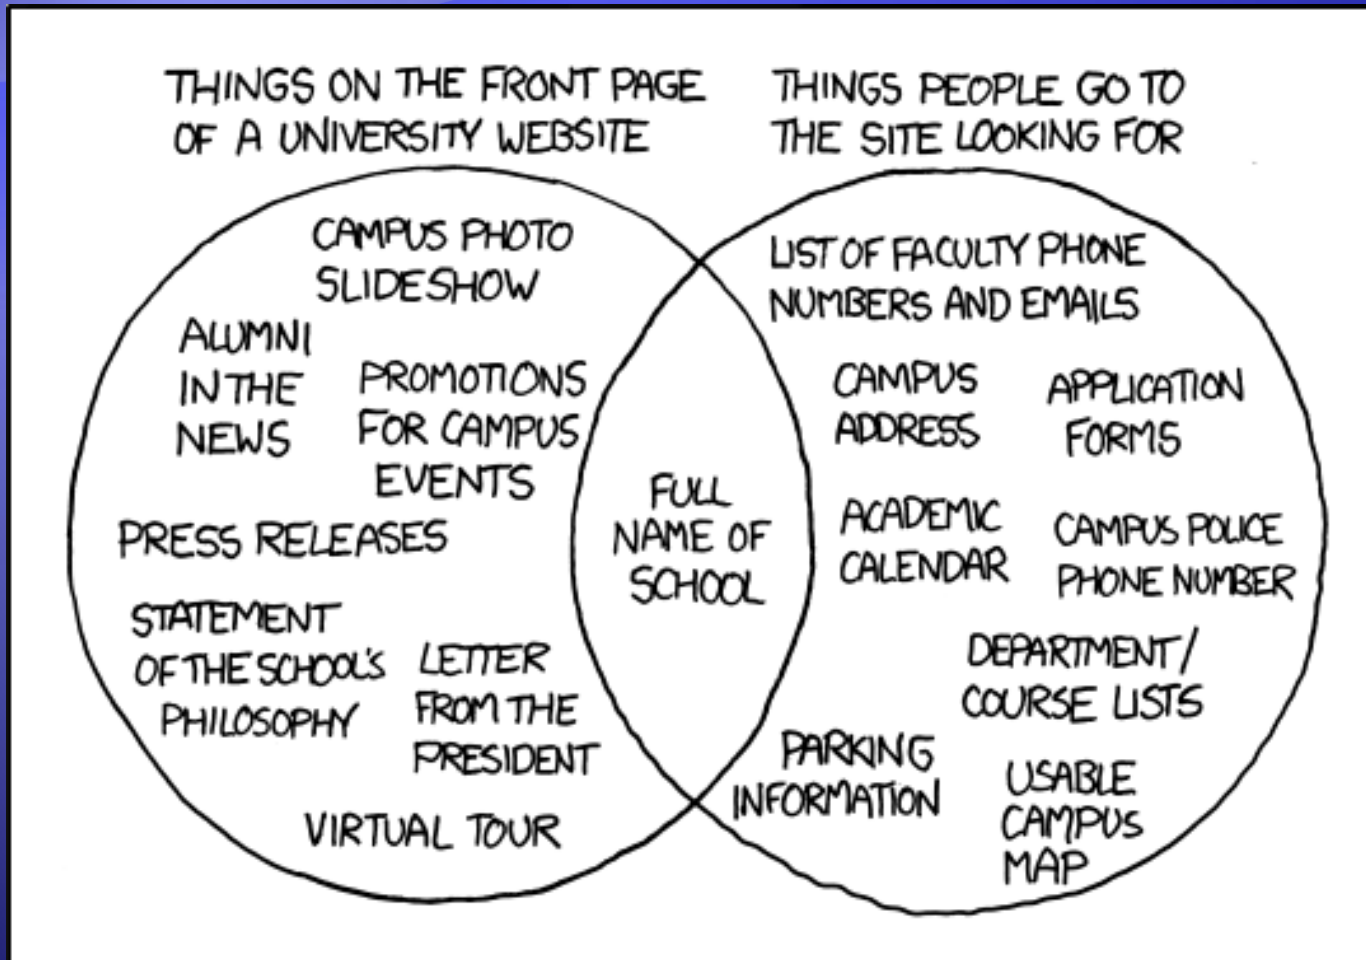 THINGS ON THE FRONT PAGE
OF A UNIVERSITY WEBSITE
THINGS PEOPLE GO TO
THE SITE LOOKING FOR
CAMPUS PHOTO
SLIDESHOW
ALUMNI
IN THE
NEWS
PROMOTIONS
FOR CAMPUS
EVENTS
PRESS RELEASES
STATEMENT
OF THE SCHOOL'S
PHILOSOPHY
LETTER
FROM THE
PRESIDENT
VIRTUAL TOUR
FULL
NAME OF
SCHOOL
LIST OF FACULTY PHONE
NUMBERS AND EMAILS
CAMPUS
ADDRESS
APPLICATION
FORMS
ACADEMIC
CALENDAR
CAMPUS POLICE
PHONE NUMBER
DEPARTMENT/
COURSE LISTS
PARKING
INFORMATION
USABLE
CAMPUS
MAP